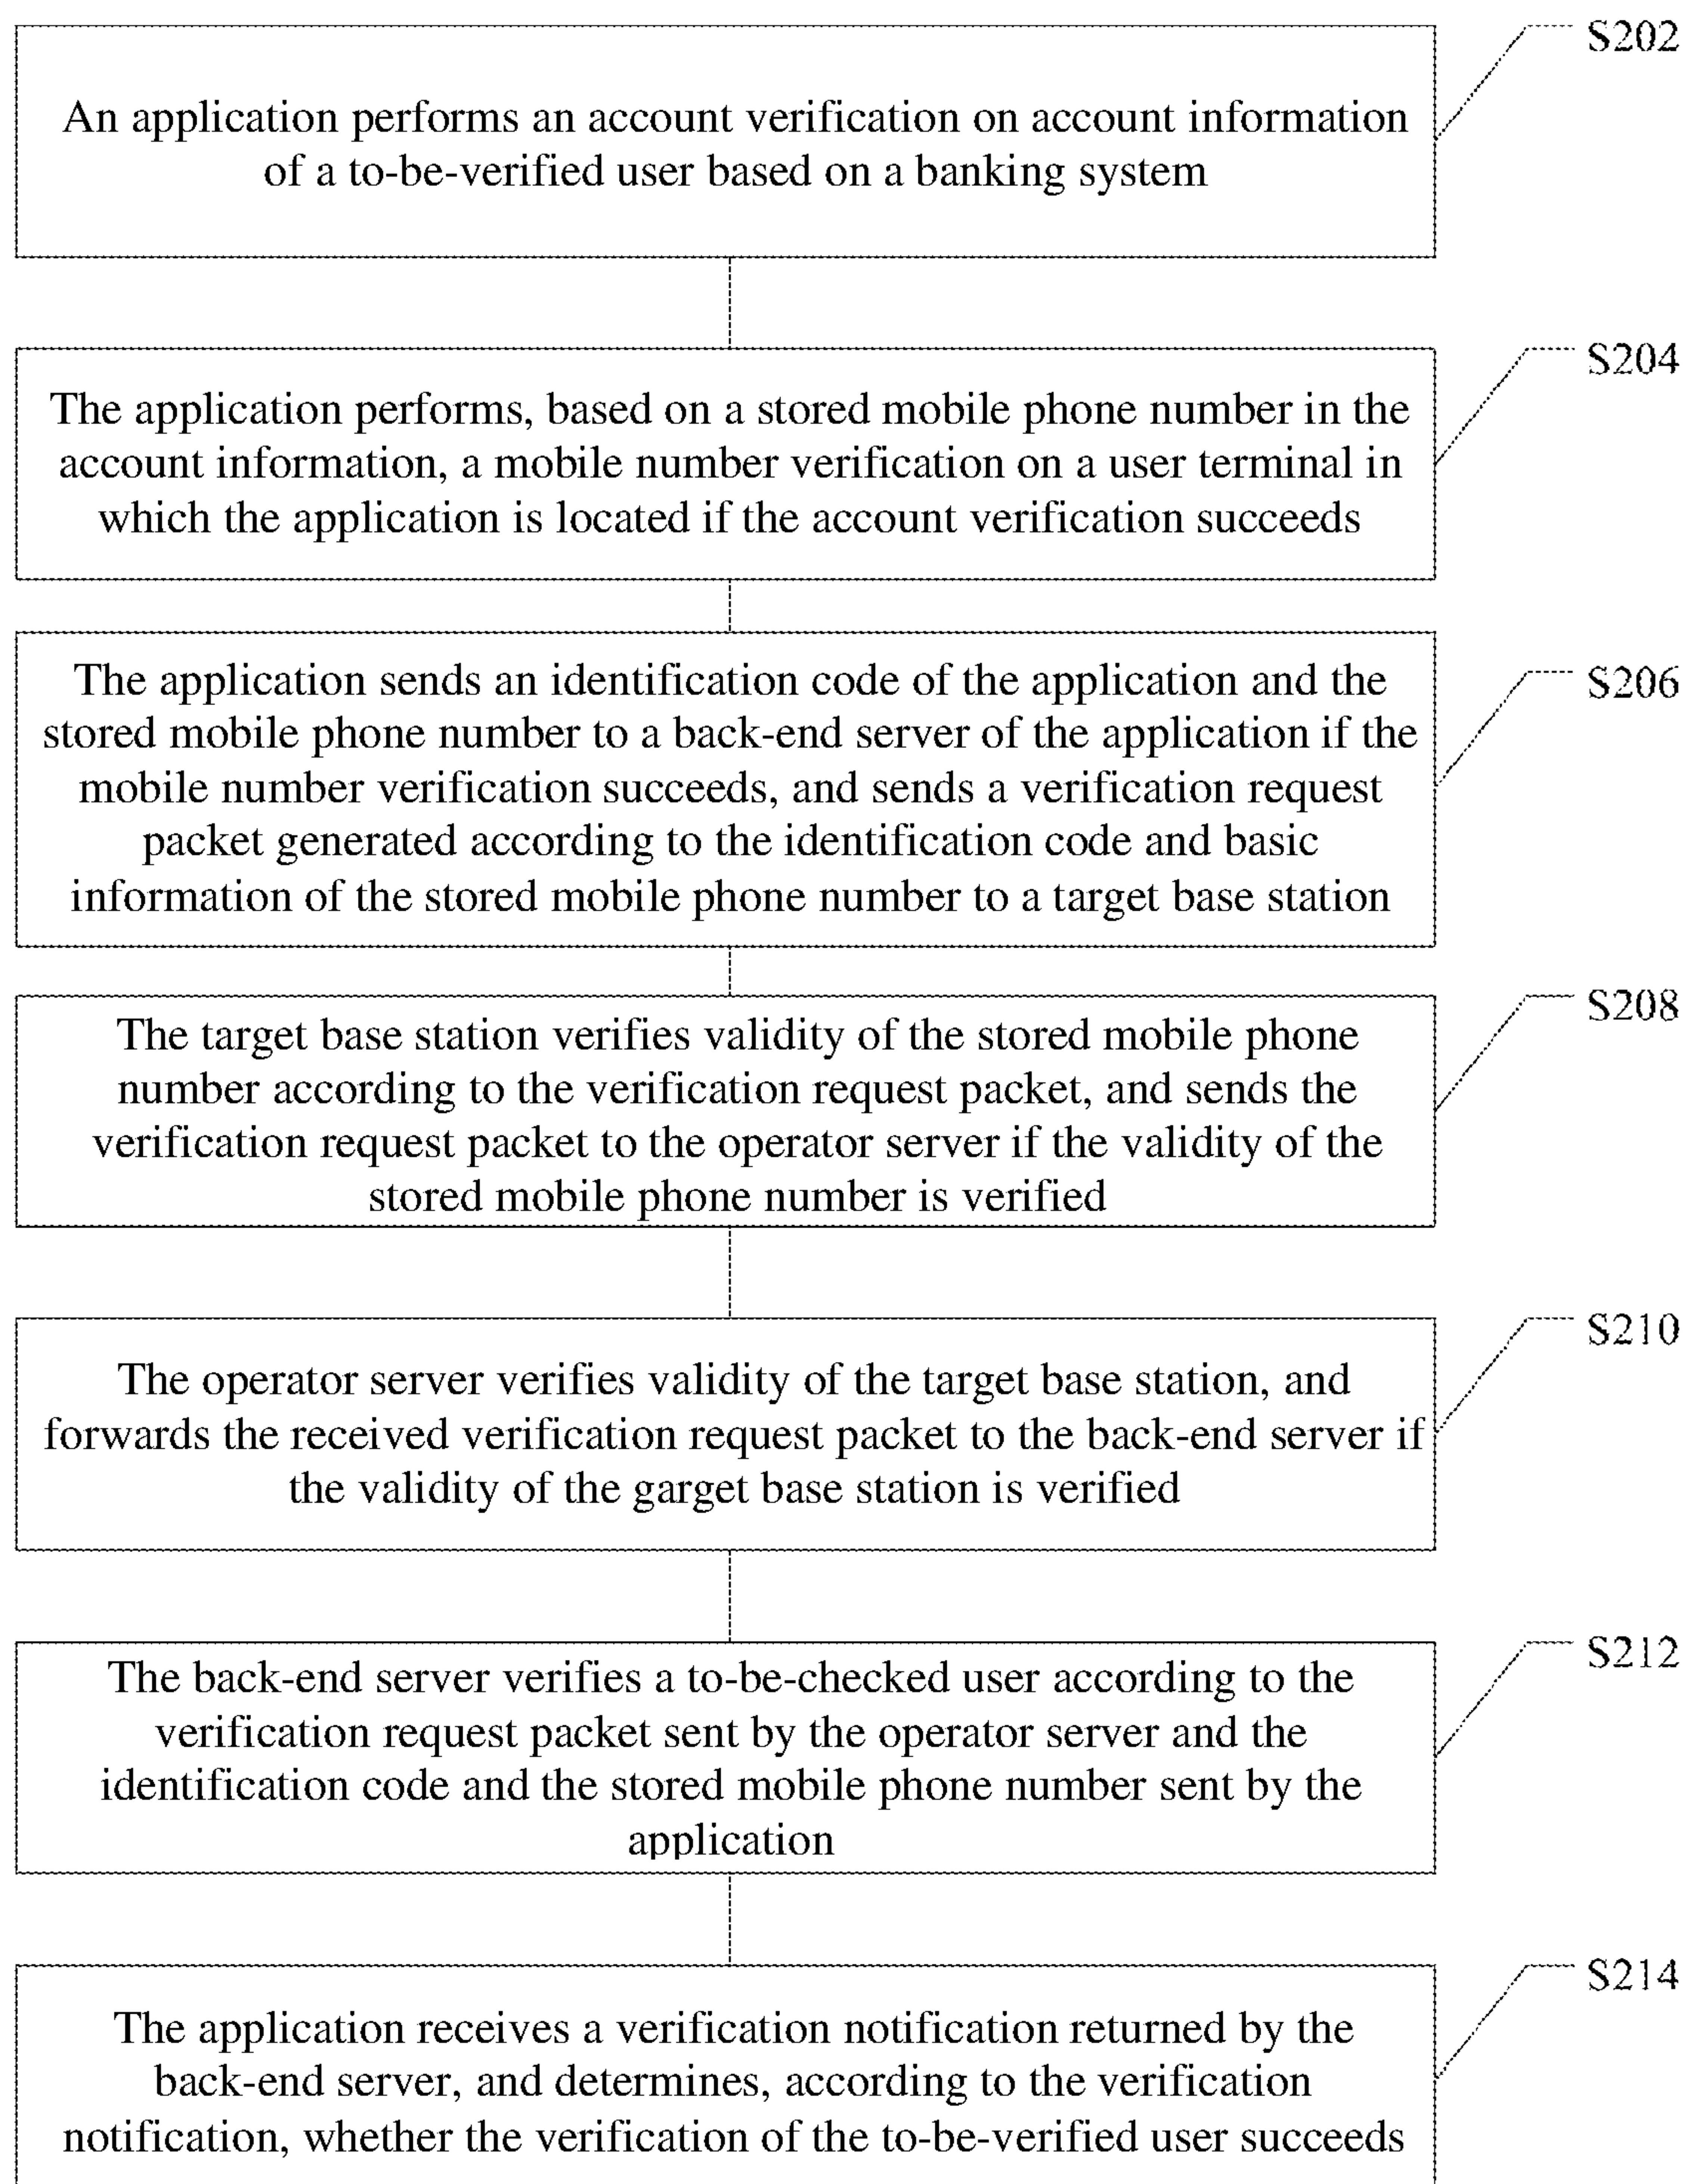 S202
An application performs an account verification on account information
of a to-be-verified user based on a banking system
S204
The application performs, based on a stored mobile phone number in the
account information, a mobile number verification on a user terminal in
which the application is located if the account verification succeeds
S206
The application sends an identification code of the application and the
stored mobile phone number to a back-end server of the application if the
mobile number verification succeeds, and sends a verification request
packet generated according to the identification code and basic
information of the stored mobile phone number to a target base station
S208
The target base station verifies validity of the stored mobile phone
number according to the verification request packet, and sends the
verification request packet to the operator server if the validity of the
stored mobile phone number is verified
S210
The operator server verifies validity of the target base station, and
forwards the received verification request packet to the back-end server if
the validity of the garget base station is verified
S212
The back-end server verifies a to-be-checked user according to the
verification request packet sent by the operator server and the
identification code and the stored mobile phone number sent by the
application
S214
The application receives a verification notification returned by the
back-end server, and determines, according to the verification
notification, whether the verification of the to-be-verified user succeeds